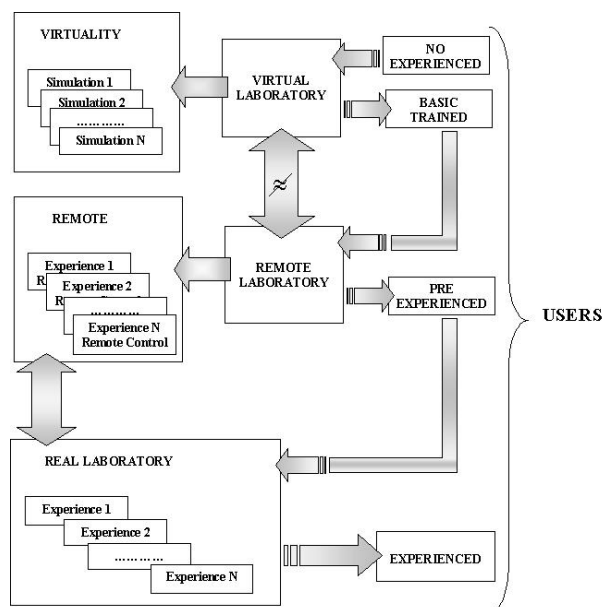 VIRTUALITY
Simulation 1
Simulation 2
.............
Simulation N
VIRTUAL
LABORATORY
NO
EXPERIENCED
BASIC
TRAINED
≉
REMOTE
Experience 1
R
Experience 2
R
.............
Experience N
Remote Control
REMOTE
LABORATORY
PRE
EXPERIENCED
USERS
REAL LABORATORY
Experience 1
Experience 2
.............
Experience N
EXPERIENCED